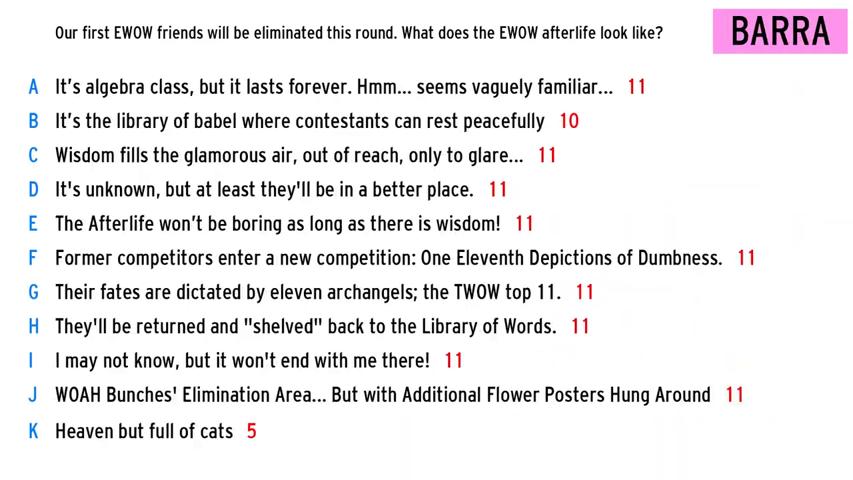 Our first EWOW friends will be eliminated this round. What does the EWOW afterlife look like?
BARRA
A It's algebra class, but it lasts forever. Hmm... seems vaguely familiar... 11
B It's the library of babel where contestants can rest peacefully 10
C Wisdom fills the glamorous air, out of reach, only to glare... 11
D It's unknown, but at least they'll be in a better place. 11
E The Afterlife won't be boring as long as there is wisdom! 11
F Former competitors enter a new competition: One Eleventh Depictions of Dumbness. 11
G Their fates are dictated by eleven archangels; the TWOW top 11. 11
H They'll be returned and "shelved" back to the Library of Words. 11
I I may not know, but it won't end with me there! 11
J WOAH Bunches' Elimination Area... But with Additional Flower Posters Hung Around 11
K Heaven but full of cats 5